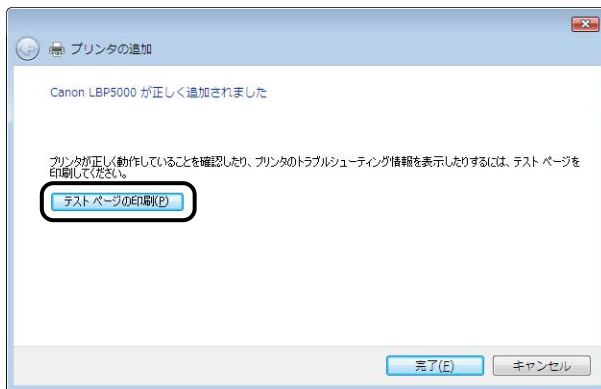 プリンタの追加
Canon LBP5000 が正しく追加されました
プリンタが正しく動作していることを確認したり、プリンタのトラブルシューティング情報を表示したりするには、テスト ページを
印刷してください。
テスト ページの印刷(P)
完了(F)
キャンセル